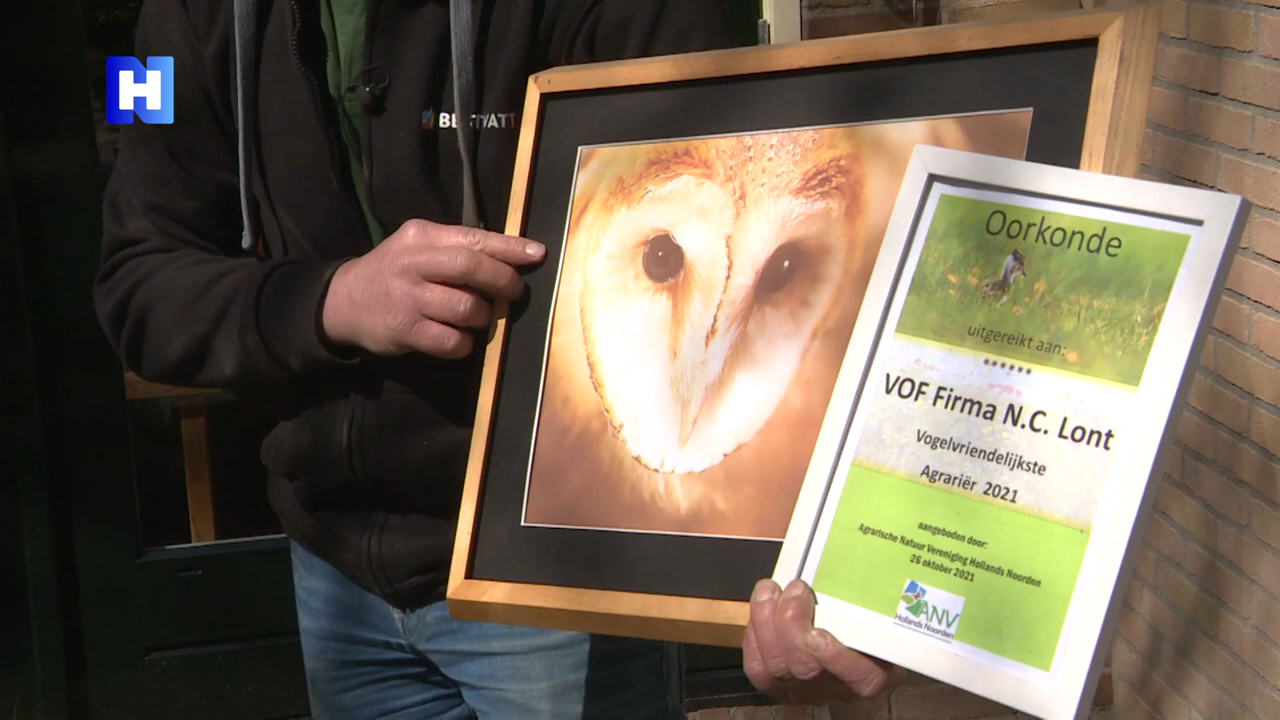 NH
Oorkonde
uitgereikt aan:
******
VOF Firma N.C. Lont
Vogelvriendelijkste
Agrariër 2021
aangeboden door:
Agrarische Natuur Vereniging Hollands Noorden
26 oktober 2021
ANV
Hollands Noorden